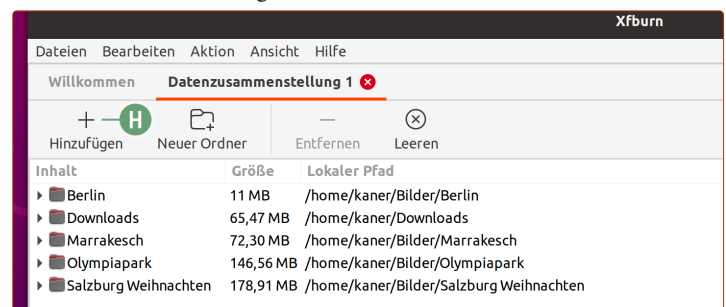 Xfburn
Dateien Bearbeiten Aktion Ansicht Hilfe
Willkommen Datenzusammenstellung 1
H
Hinzufügen Neuer Ordner Entfernen Leeren
Inhalt Größe Lokaler Pfad
Berlin 11 MB /home/kaner/Bilder/Berlin
Downloads 65,47 MB /home/kaner/Downloads
Marrakesch 72,30 MB /home/kaner/Bilder/Marrakesch
Olympiapark 146,56 MB /home/kaner/Bilder/Olympiapark
Salzburg Weihnachten 178,91 MB /home/kaner/Bilder/Salzburg Weihnachten